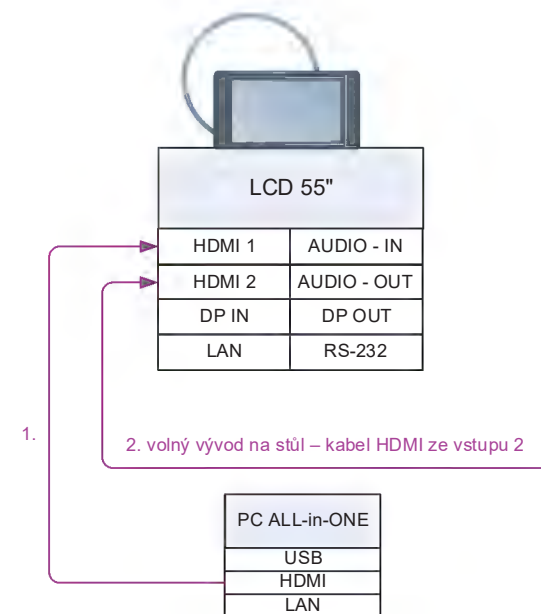 LCD 55"
HDMI 1 AUDIO - IN
HDMI 2 AUDIO - OUT
DP IN DP OUT
LAN RS-232
1.
2. volný vývod na stůl – kabel HDMI ze vstupu 2
PC ALL-in-ONE
USB
HDMI
LAN